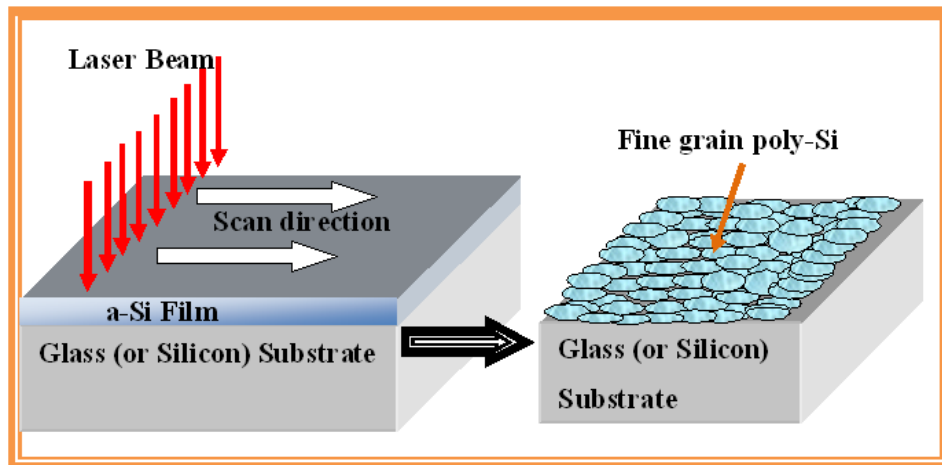 Laser Beam
Scan direction
a-Si Film
Glass (or Silicon) Substrate
Fine grain poly-Si
Glass (or Silicon)
Substrate